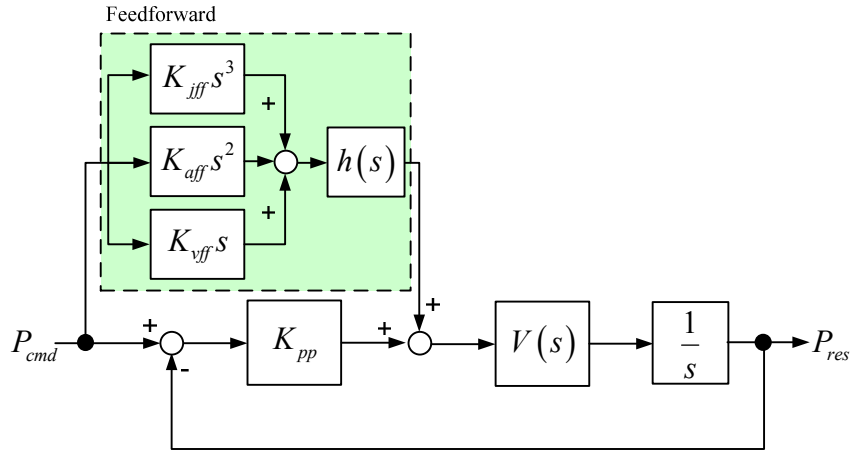 Feedforward
K_jff s^3
+
K_aff s^2
h(s)
+
K_vff s
+
P_cmd
+
K_pp
+
V(s)
1/s
P_res
-